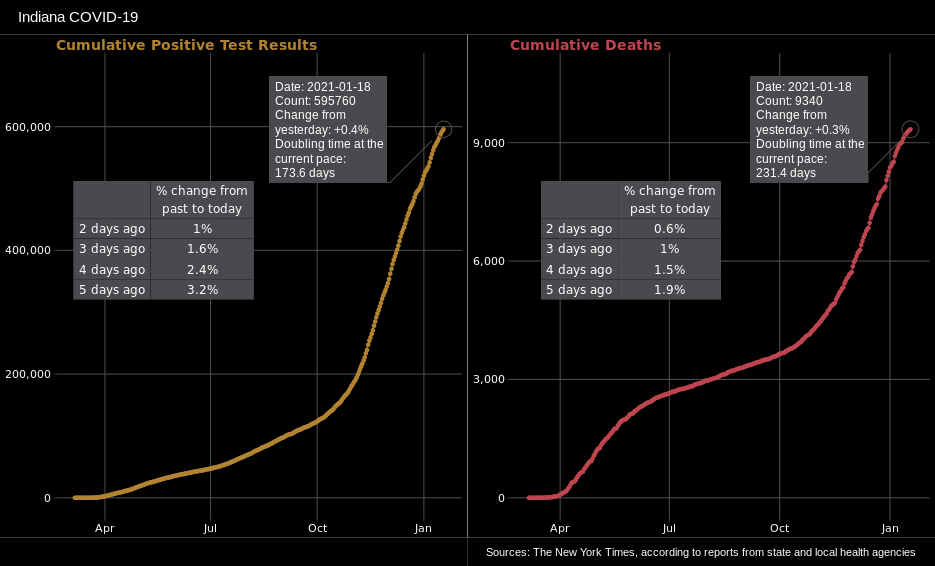 Indiana COVID-19
Cumulative Positive Test Results
Date: 2021-01-18
Count: 595760
Change from
yesterday: +0.4%
Doubling time at the
current pace:
173.6 days
% change from
past to today
2 days ago 1%
3 days ago 1.6%
4 days ago 2.4%
5 days ago 3.2%
600,000
400,000
200,000
0
Apr Jul Oct Jan
Cumulative Deaths
Date: 2021-01-18
Count: 9340
Change from
yesterday: +0.3%
Doubling time at the
current pace:
231.4 days
% change from
past to today
2 days ago 0.6%
3 days ago 1%
4 days ago 1.5%
5 days ago 1.9%
9,000
6,000
3,000
0
Apr Jul Oct Jan
Sources: The New York Times, according to reports from state and local health agencies